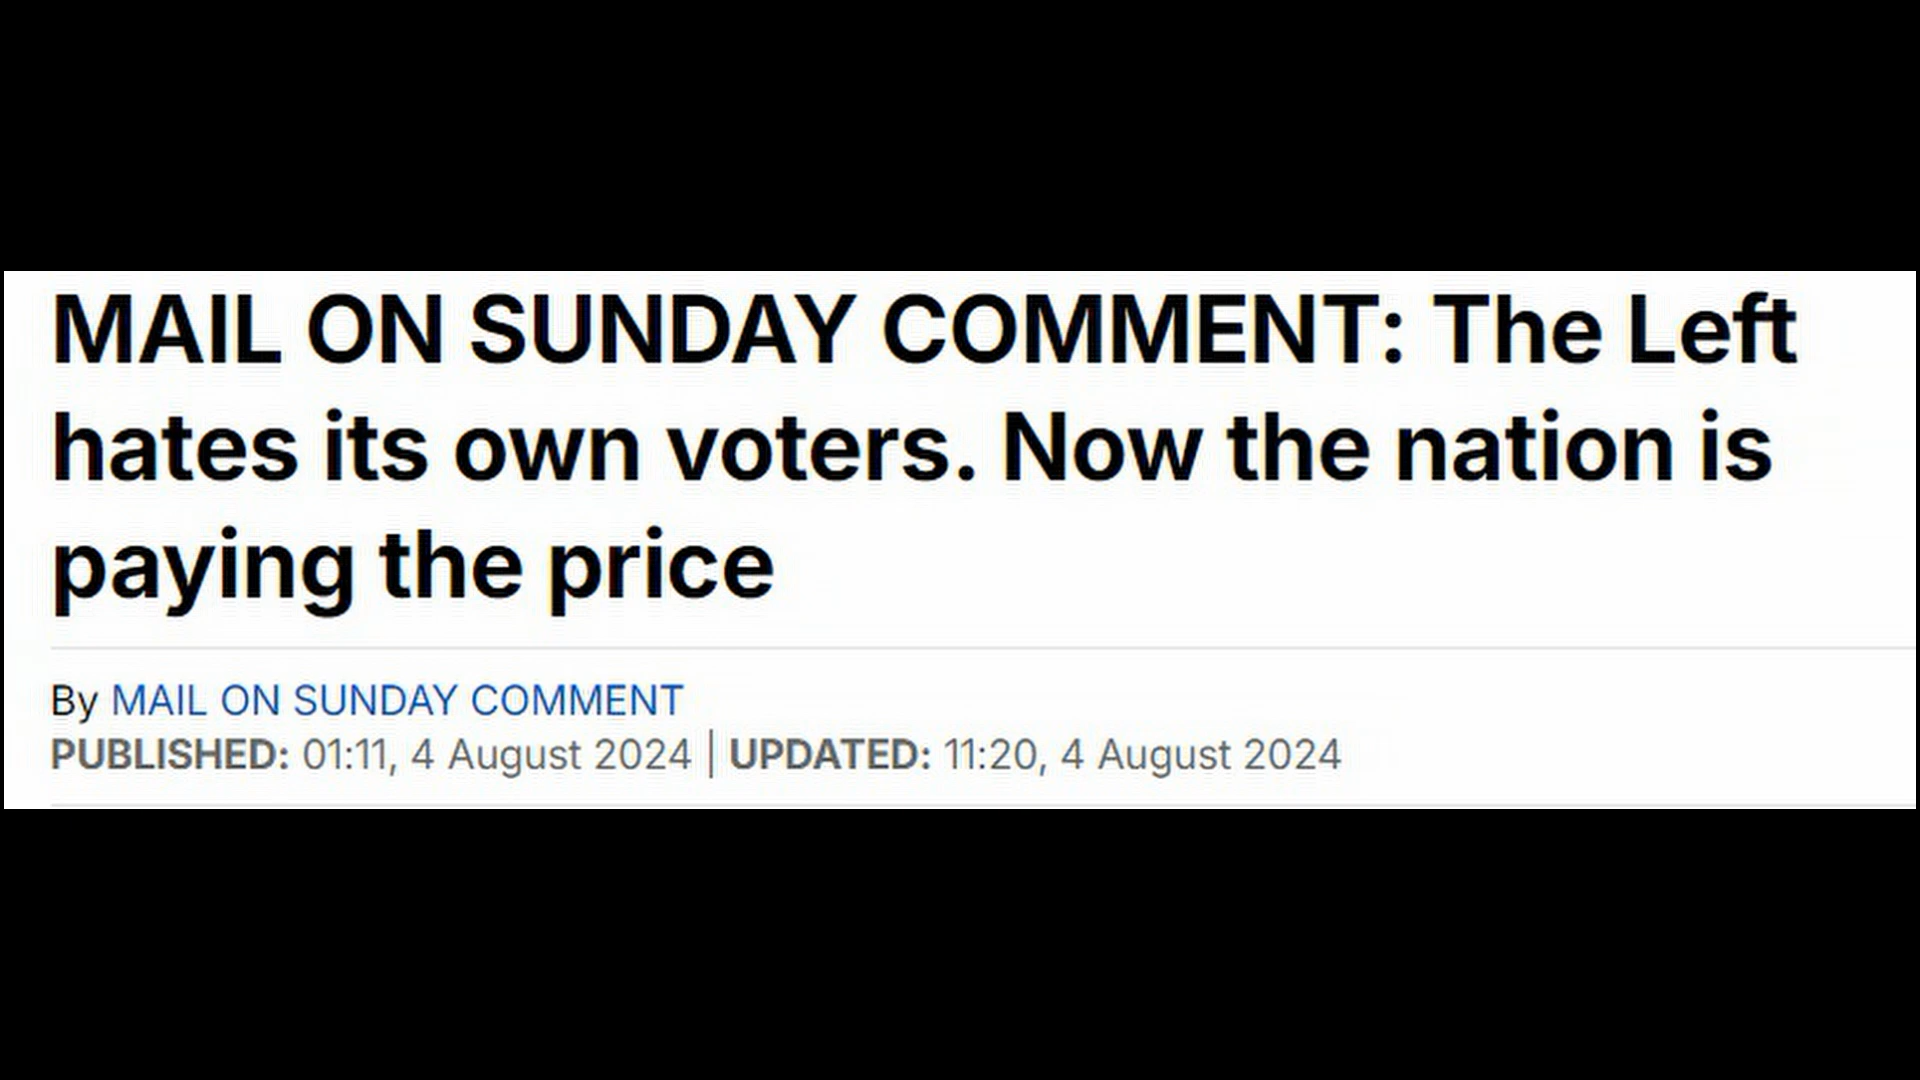 MAIL ON SUNDAY COMMENT: The Left
hates its own voters. Now the nation is
paying the price
By MAIL ON SUNDAY COMMENT
PUBLISHED: 01:11, 4 August 2024 | UPDATED: 11:20, 4 August 2024